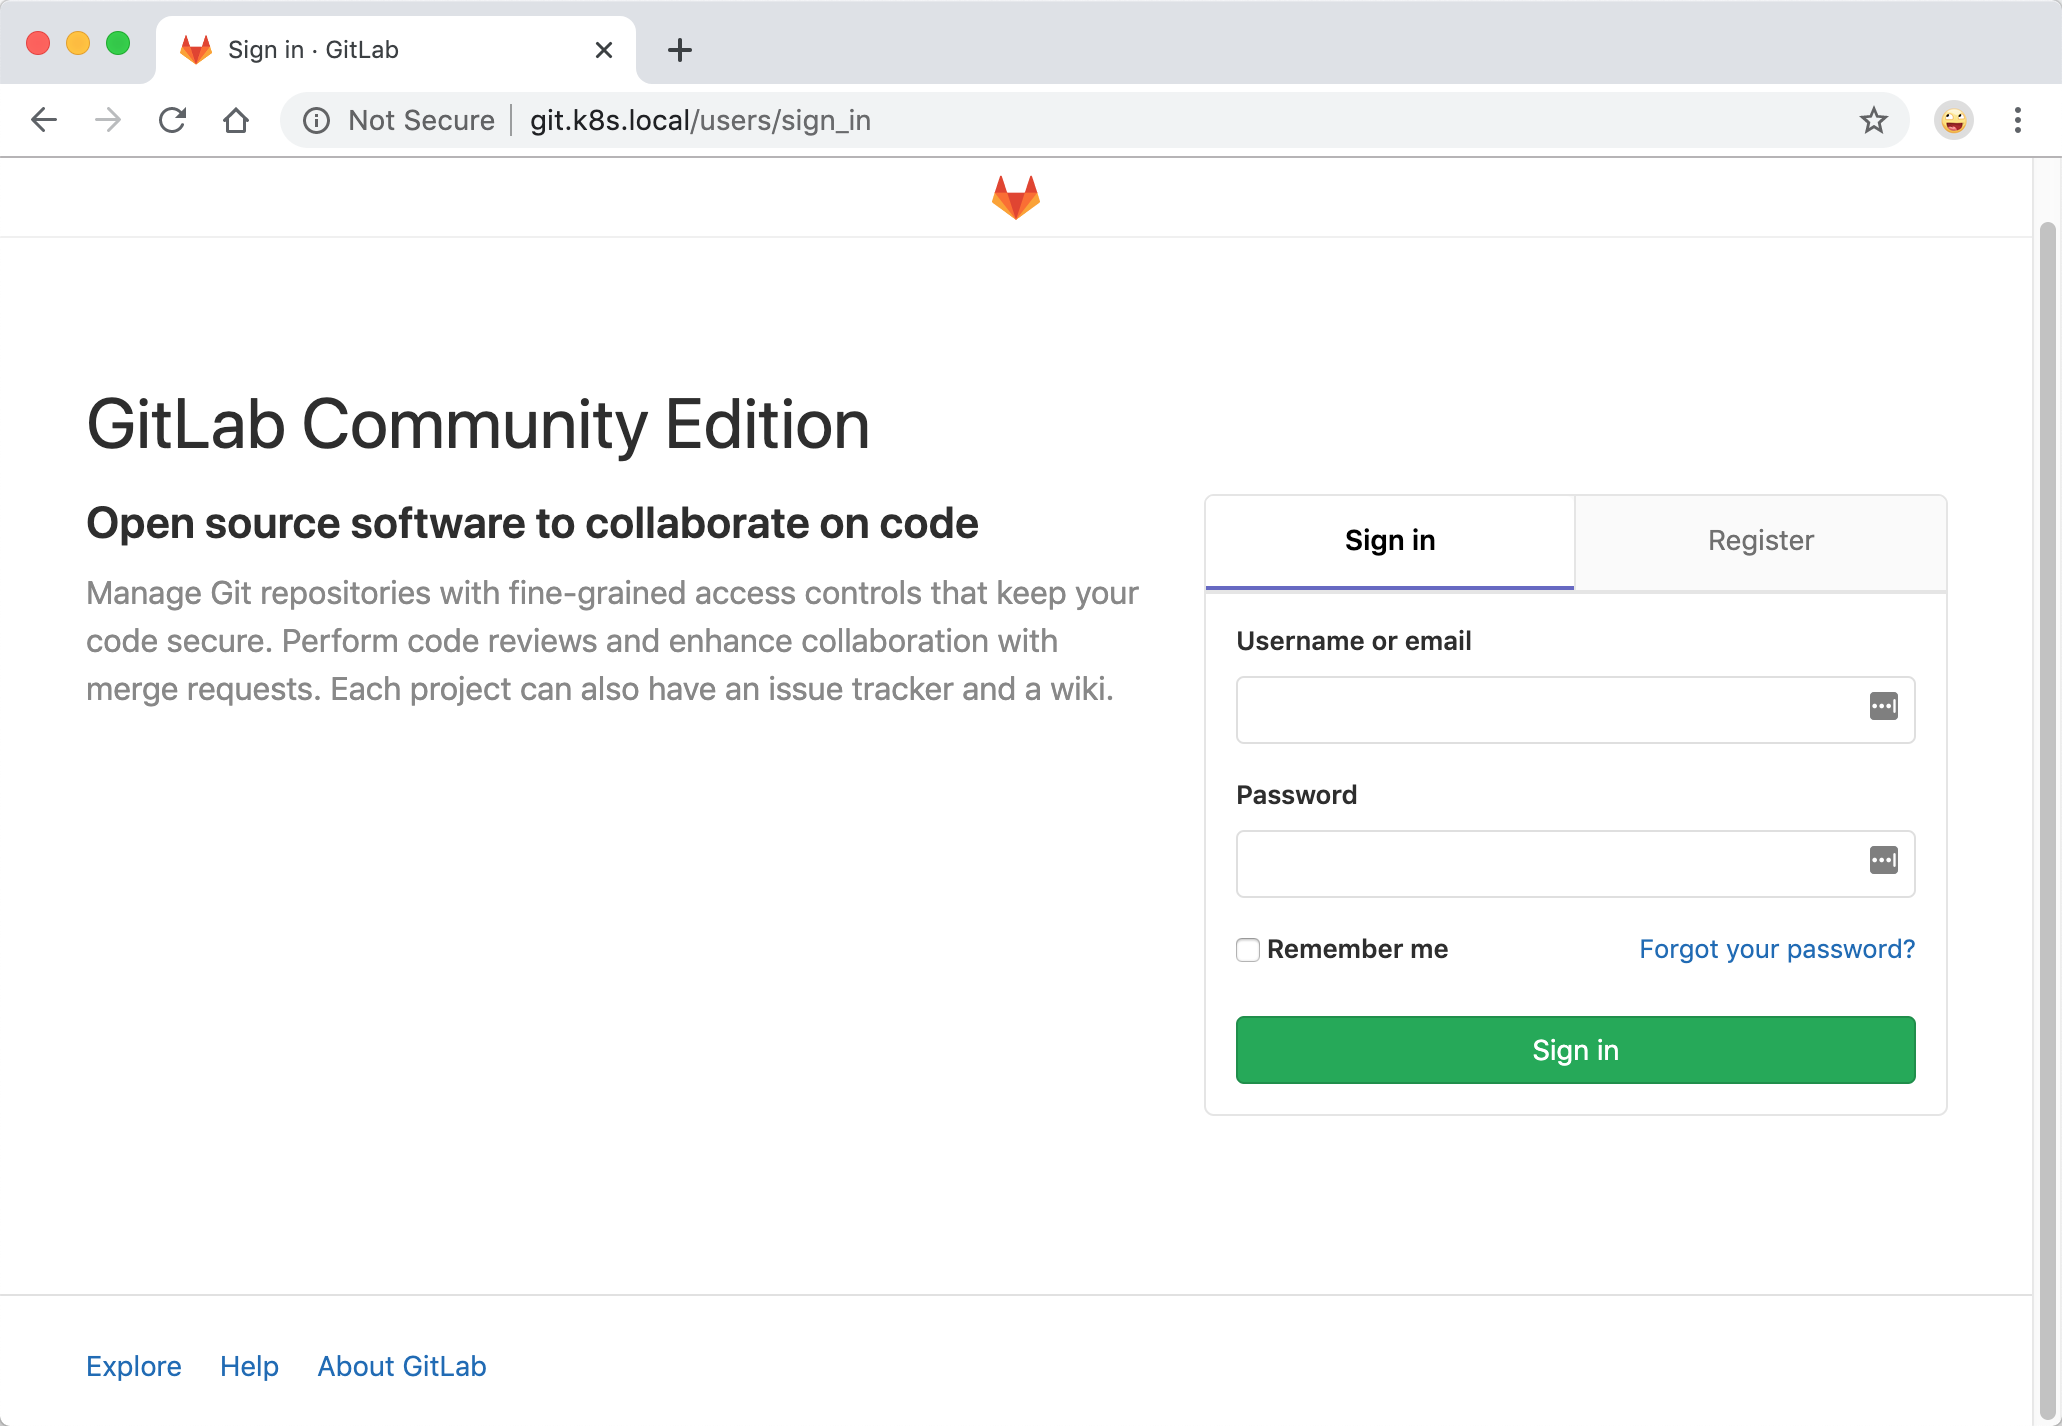 Sign in · GitLab
Not Secure
git.k8s.local/users/sign_in
GitLab Community Edition
Open source software to collaborate on code
Manage Git repositories with fine-grained access controls that keep your
code secure. Perform code reviews and enhance collaboration with
merge requests. Each project can also have an issue tracker and a wiki.
Sign in
Register
Username or email
Password
Remember me
Forgot your password?
Sign in
Explore
Help
About GitLab